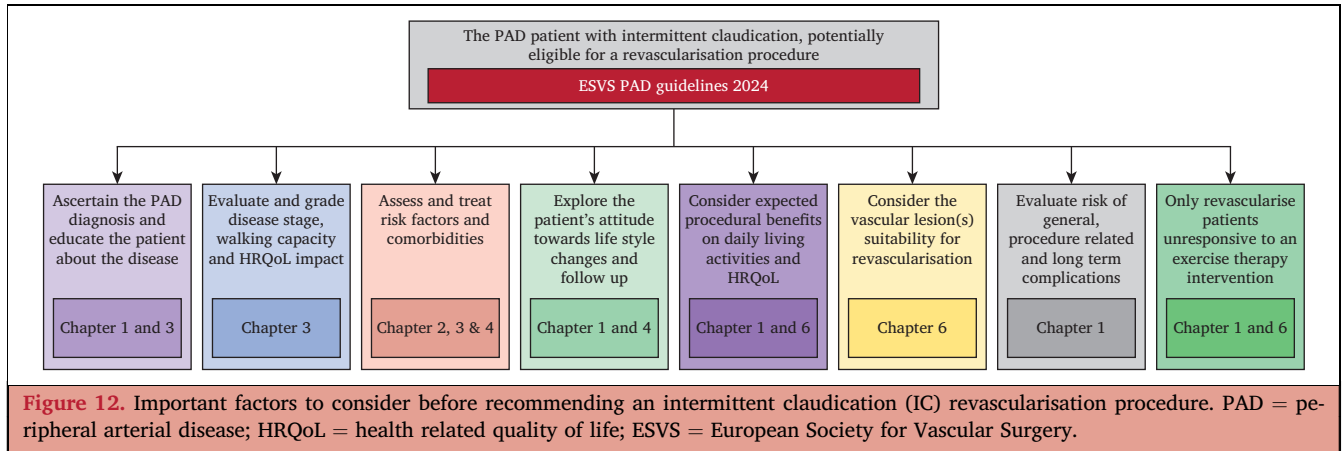 The PAD patient with intermittent claudication, potentially
eligible for a revascularisation procedure
ESVS PAD guidelines 2024
Ascertain the PAD
diagnosis and
educate the patient
about the disease
Chapter 1 and 3
Evaluate and grade
disease stage,
walking capacity
and HRQoL impact
Chapter 3
Assess and treat
risk factors and
comorbidities
Chapter 2, 3 & 4
Explore the
patient's attitude
towards life style
changes and
follow up
Chapter 1 and 4
Consider expected
procedural benefits
on daily living
activities and
HRQoL
Chapter 1 and 6
Consider the
vascular lesion(s)
suitability for
revascularisation
Chapter 6
Evaluate risk of
general,
procedure related
and long term
complications
Chapter 1
Only revascularise
patients
unresponsive to an
exercise therapy
intervention
Chapter 1 and 6
Figure 12. Important factors to consider before recommending an intermittent claudication (IC) revascularisation procedure. PAD = pe-
ripheral arterial disease; HRQoL = health related quality of life; ESVS = European Society for Vascular Surgery.